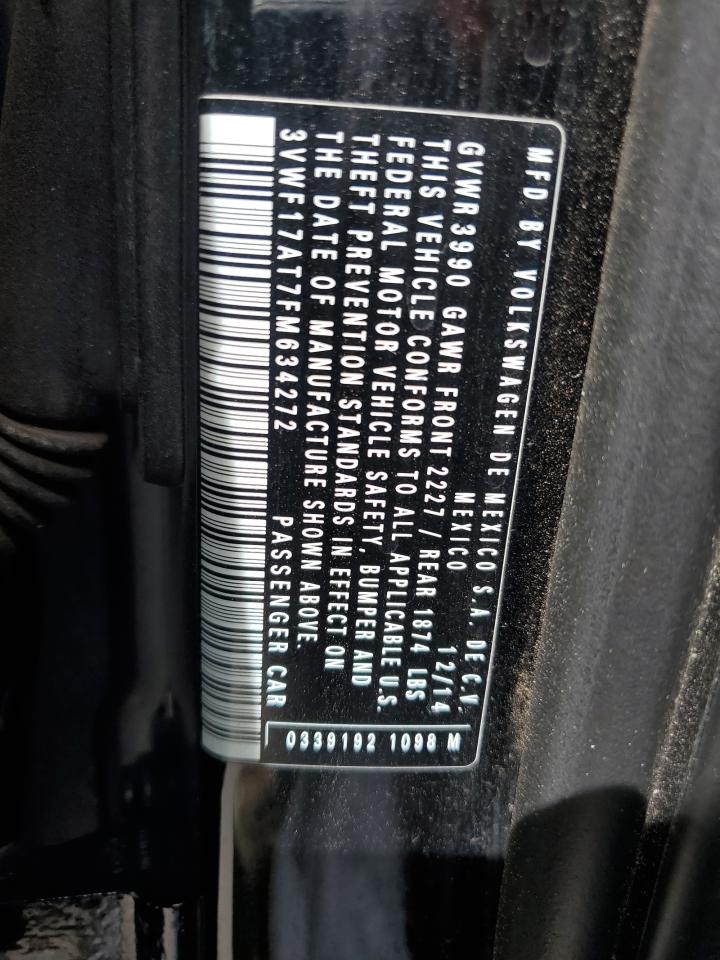 MFD BY VOLKSWAGEN DE MEXICO S.A. DE C.V.
MEXICO 12/14
GVWR 3990 GAWR FRONT 2227 / REAR 1874 LBS
THIS VEHICLE CONFORMS TO ALL APPLICABLE U.S.
FEDERAL MOTOR VEHICLE SAFETY, BUMPER AND
THEFT PREVENTION STANDARDS IN EFFECT ON
THE DATE OF MANUFACTURE SHOWN ABOVE.
3VWF17AT7FM634272 PASSENGER CAR
0339192 1098 M